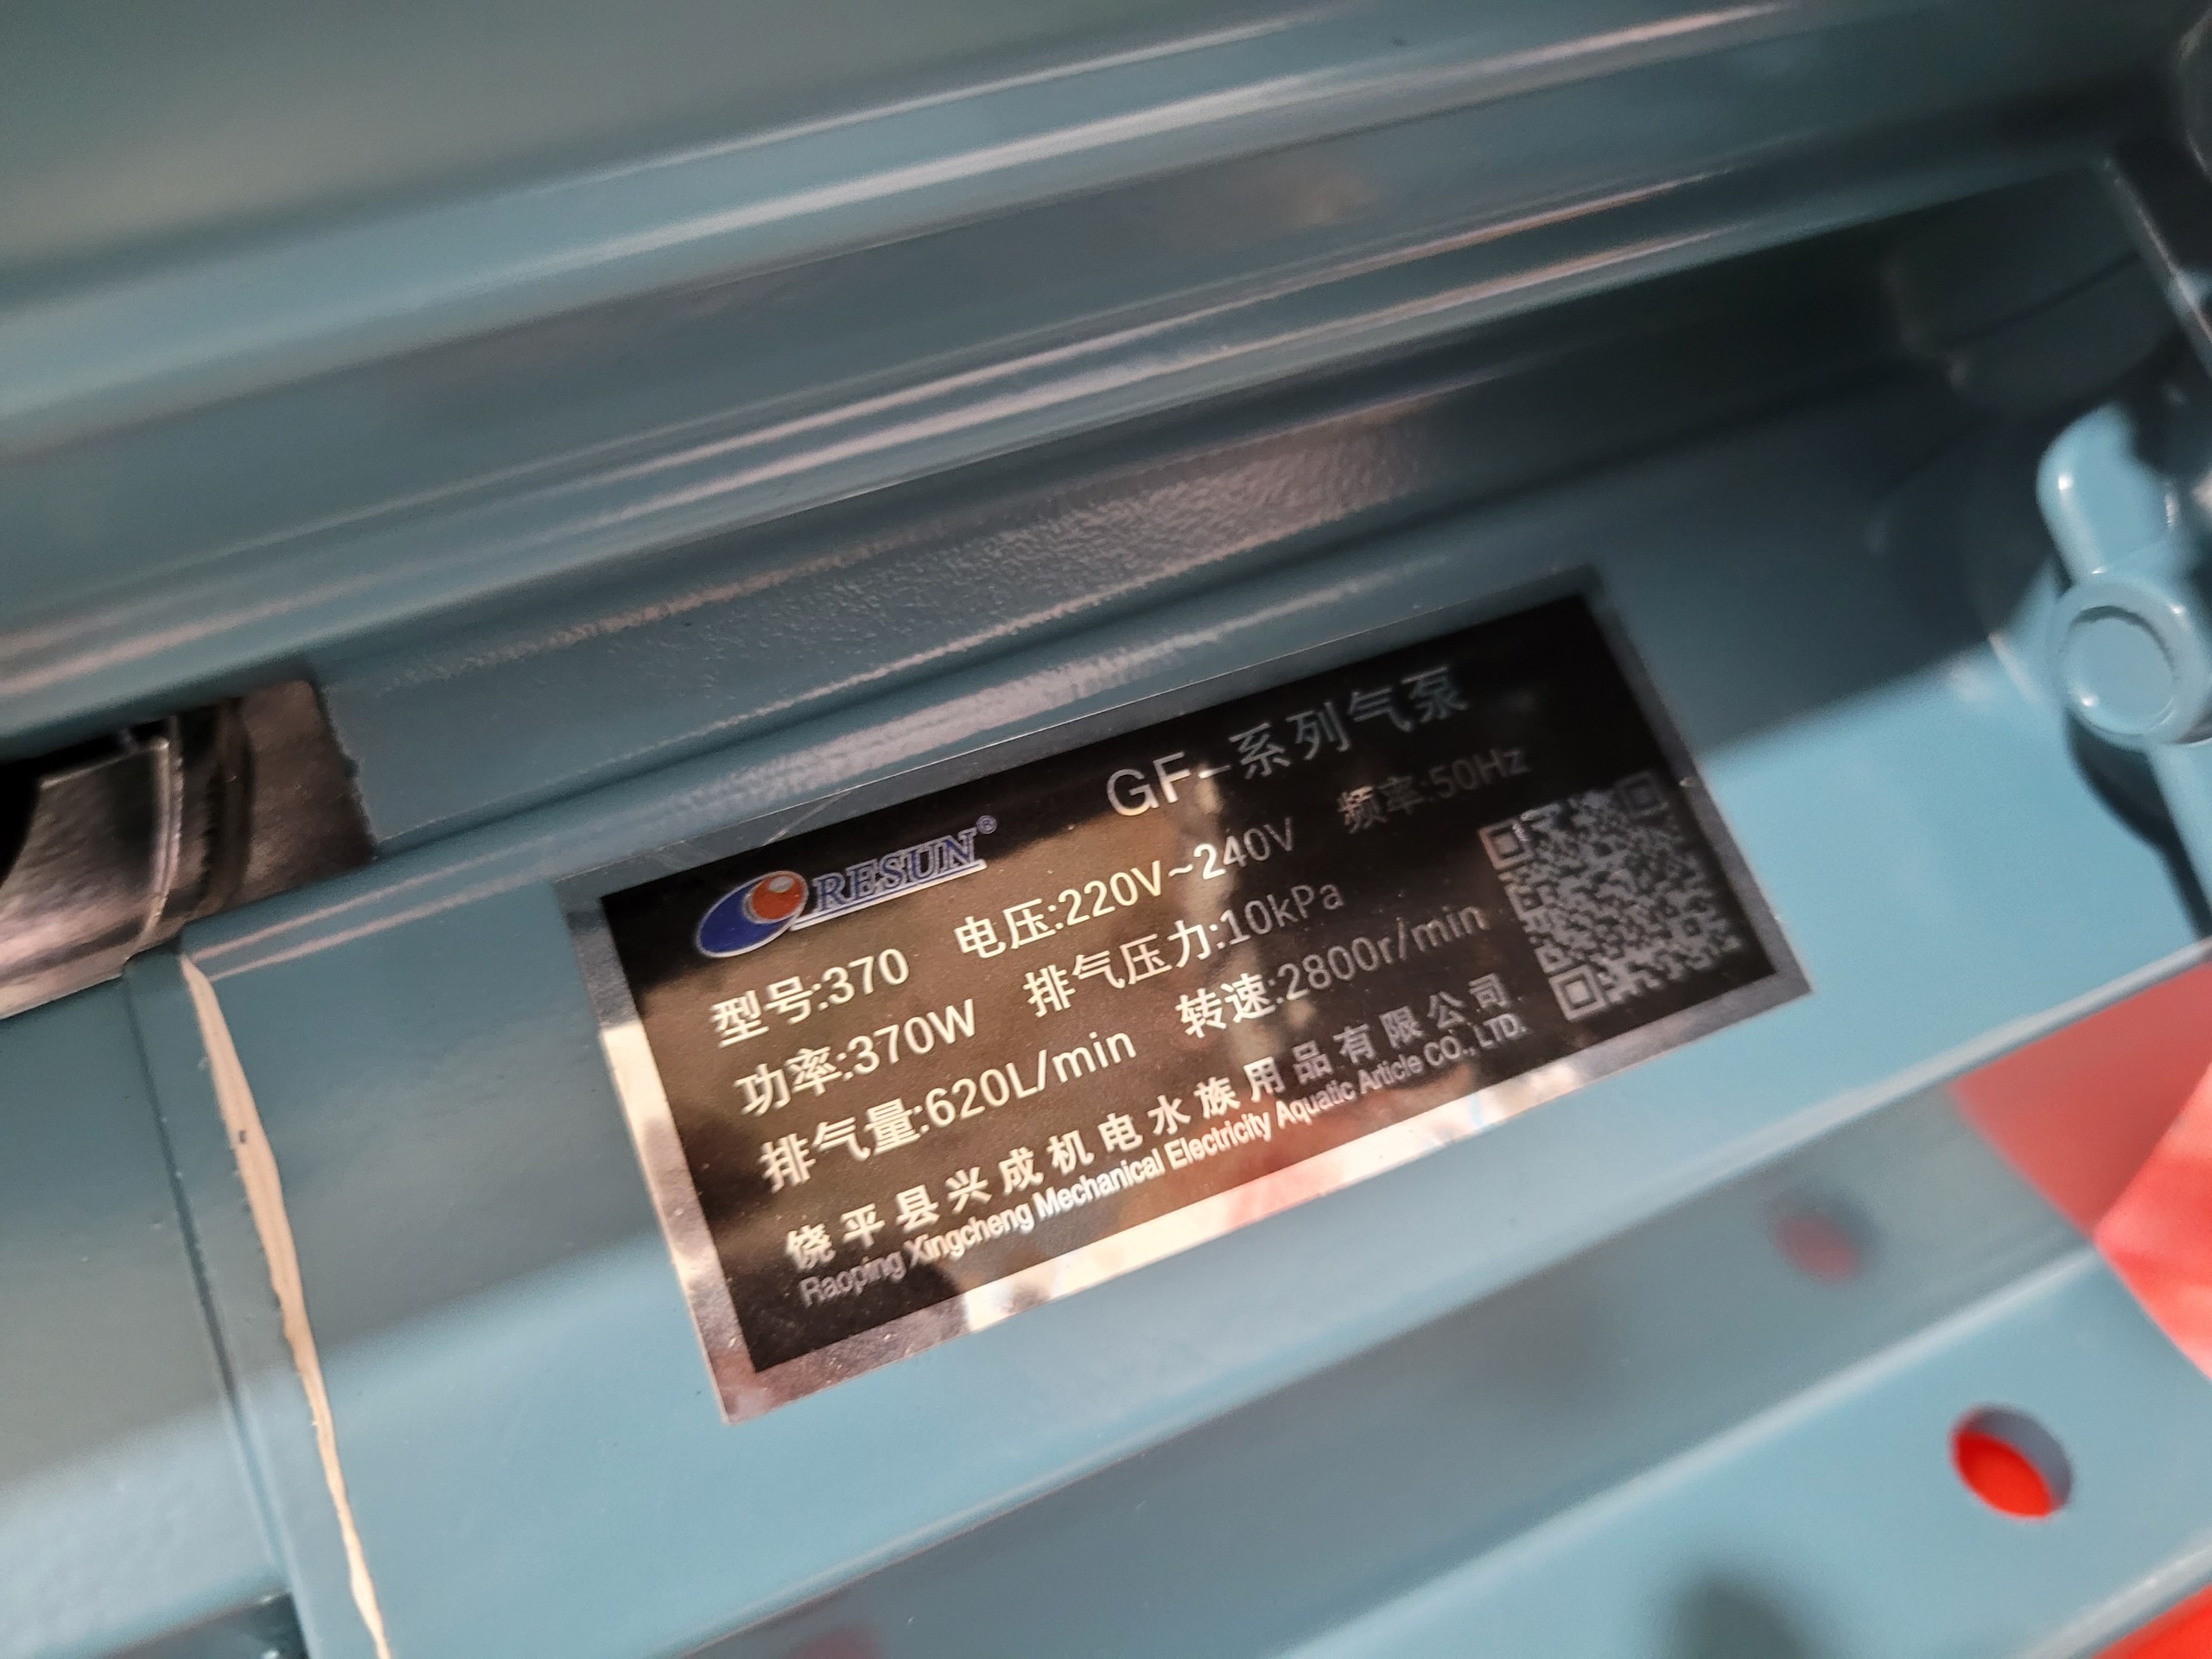 GF-系列气泵
RESUN®
型号:370 电压:220V~240V 频率:50Hz
功率:370W 排气压力:10kPa
排气量:620L/min 转速:2800r/min
饶平县兴成机电水族用品有限公司
Raoping Xingcheng Mechanical Electricity Aquatic Article CO., LTD.